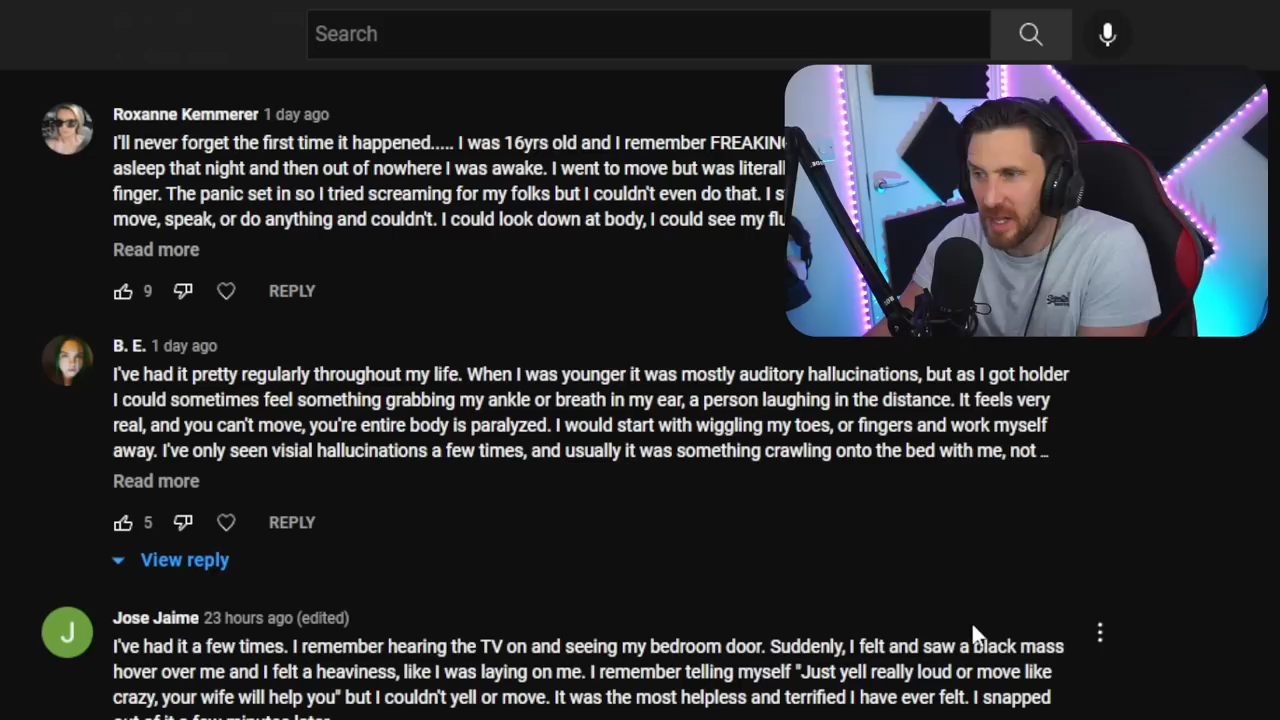 Search
Roxanne Kemmerer 1 day ago
I'll never forget the first time it happened..... I was 16yrs old and I remember FREAKING
asleep that night and then out of nowhere I was awake. I went to move but was literall
finger. The panic set in so I tried screaming for my folks but I couldn't even do that. I s
move, speak, or do anything and couldn't. I could look down at body, I could see my flu
Read more
9 REPLY
B. E. 1 day ago
I've had it pretty regularly throughout my life. When I was younger it was mostly auditory hallucinations, but as I got holder
I could sometimes feel something grabbing my ankle or breath in my ear, a person laughing in the distance. It feels very
real, and you can't move, you're entire body is paralyzed. I would start with wiggling my toes, or fingers and work myself
away. I've only seen visial hallucinations a few times, and usually it was something crawling onto the bed with me, not ...
Read more
5 REPLY
View reply
J
Jose Jaime 23 hours ago (edited)
I've had it a few times. I remember hearing the TV on and seeing my bedroom door. Suddenly, I felt and saw a black mass
hover over me and I felt a heaviness, like I was laying on me. I remember telling myself "Just yell really loud or move like
crazy, your wife will help you" but I couldn't yell or move. It was the most helpless and terrified I have ever felt. I snapped
out of it a few minutes later